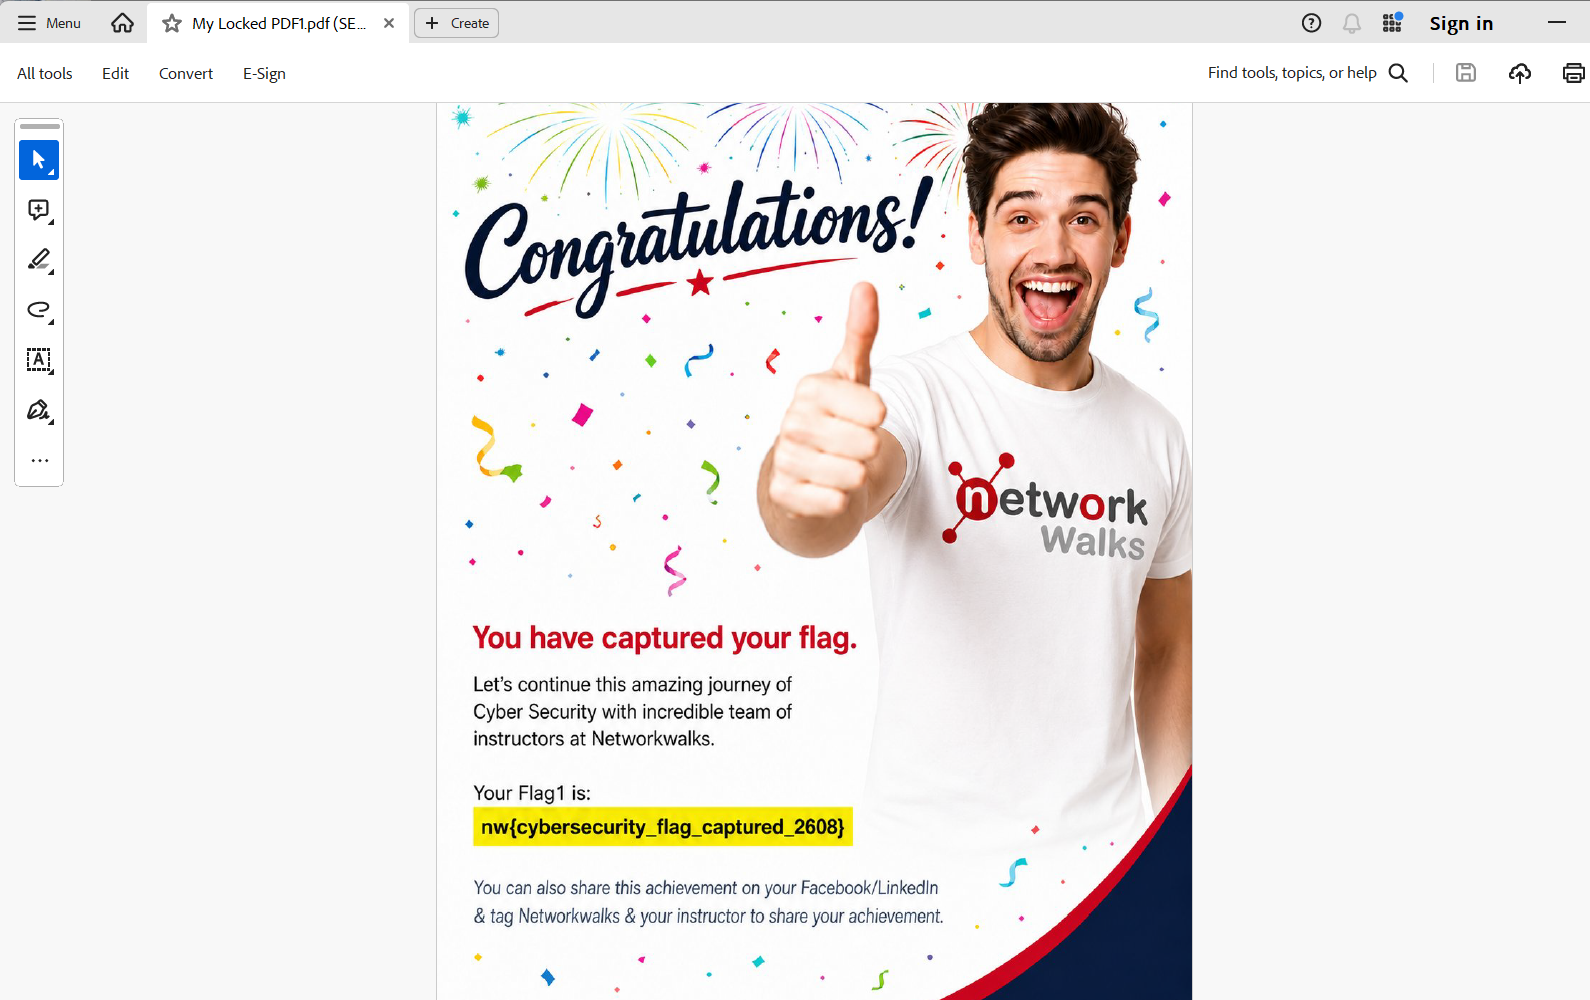 Menu
My Locked PDF1.pdf (SE...
Create
Sign in
All tools
Edit
Convert
E-Sign
Find tools, topics, or help
Congratulations!
network
Walks
You have captured your flag.
Let's continue this amazing journey of
Cyber Security with incredible team of
instructors at Networkwalks.
Your Flag1 is:
nw{cybersecurity_flag_captured_2608}
You can also share this achievement on your Facebook/LinkedIn
& tag Networkwalks & your instructor to share your achievement.